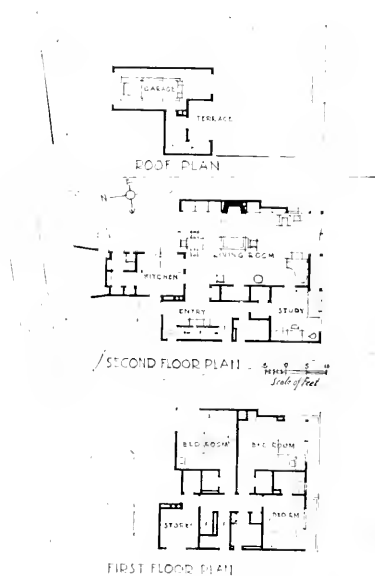 GARAGE
TERRACE
ROOF PLAN
N
LIVING ROOM
KITCHEN
ENTRY
STUDY
SECOND FLOOR PLAN
Scale of Feet
BED ROOM
BED ROOM
BED RM
FIRST FLOOR PLAN